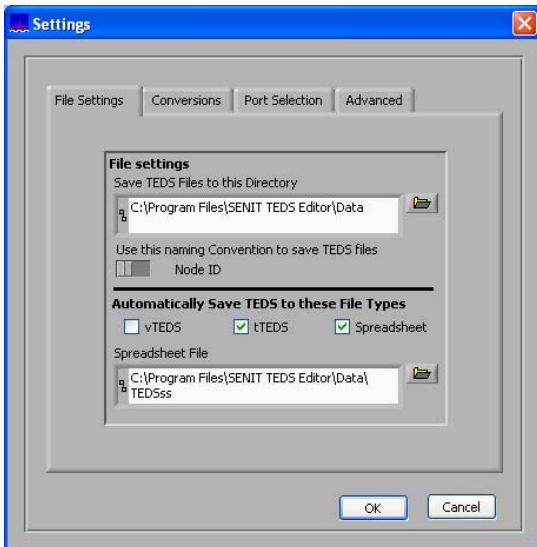 Settings
File Settings
Conversions
Port Selection
Advanced
File settings
Save TEDS Files to this Directory
C:\Program Files\SENIT TEDS Editor\Data
Use this naming Convention to save TEDS files
Node ID
Automatically Save TEDS to these File Types
vTEDS
tTEDS
Spreadsheet
Spreadsheet File
C:\Program Files\SENIT TEDS Editor\Data\
TEDSss
OK
Cancel